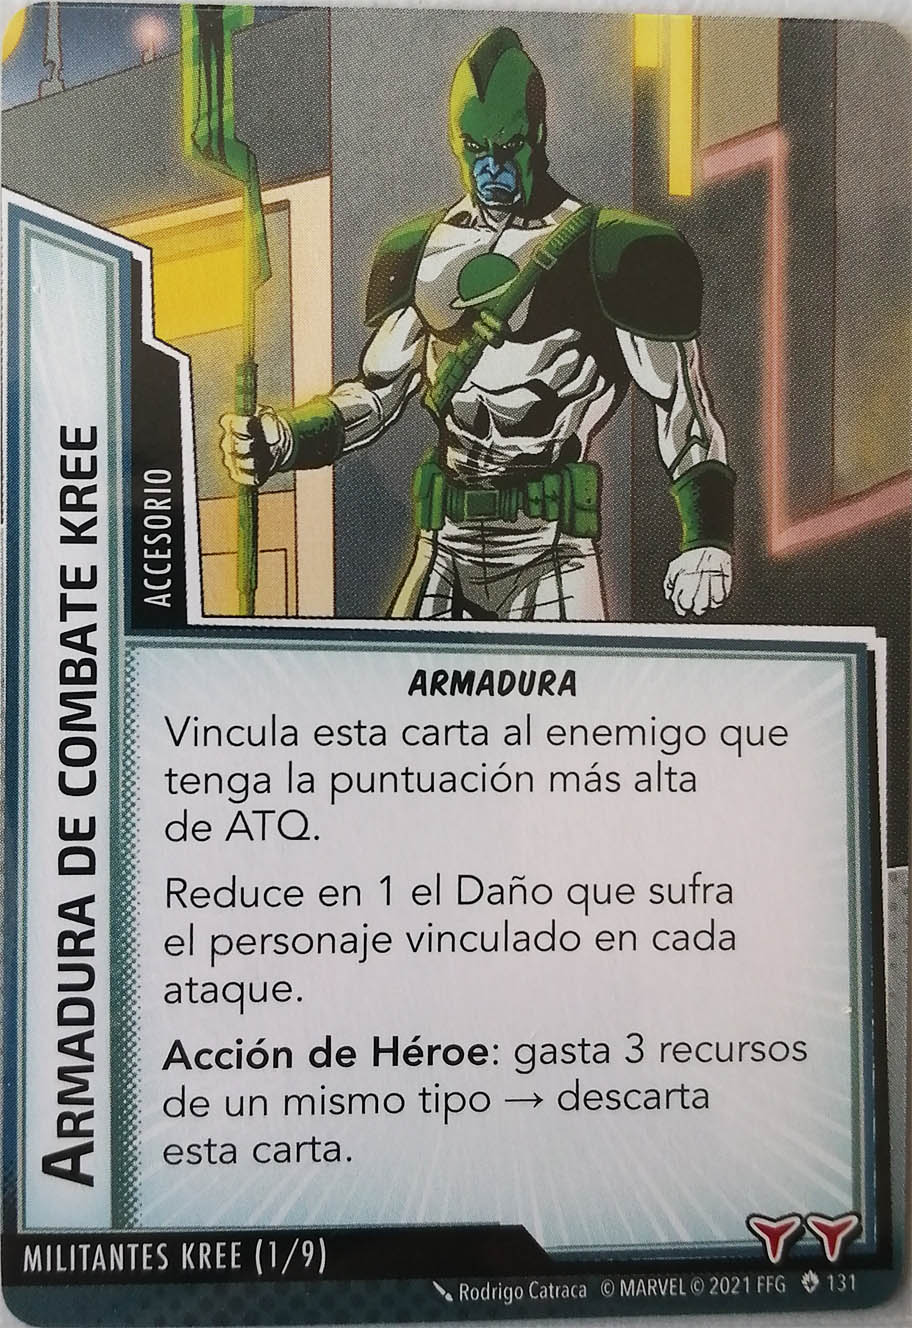 ARMADURA DE COMBATE KREE
ACCESORIO
ARMADURA
Vincula esta carta al enemigo que
tenga la puntuación más alta
de ATQ.
Reduce en 1 el Daño que sufra
el personaje vinculado en cada
ataque.
Acción de Héroe: gasta 3 recursos
de un mismo tipo → descarta
esta carta.
MILITANTES KREE (1/9)
Rodrigo Catraca © MARVEL © 2021 FFG 131